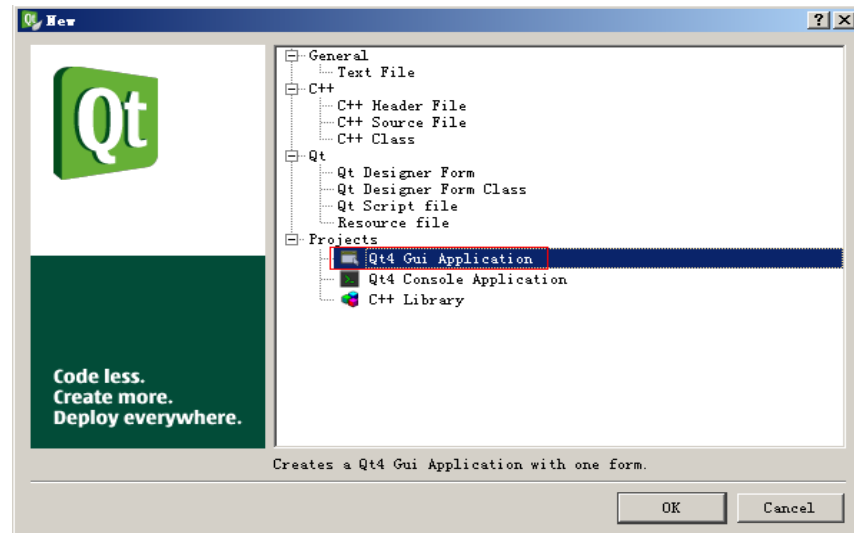 New
Qt
General
Text File
C++
C++ Header File
C++ Source File
C++ Class
Qt
Qt Designer Form
Qt Designer Form Class
Qt Script file
Resource file
Projects
Qt4 Gui Application
Qt4 Console Application
C++ Library
Code less.
Create more.
Deploy everywhere.
Creates a Qt4 Gui Application with one form.
OK Cancel